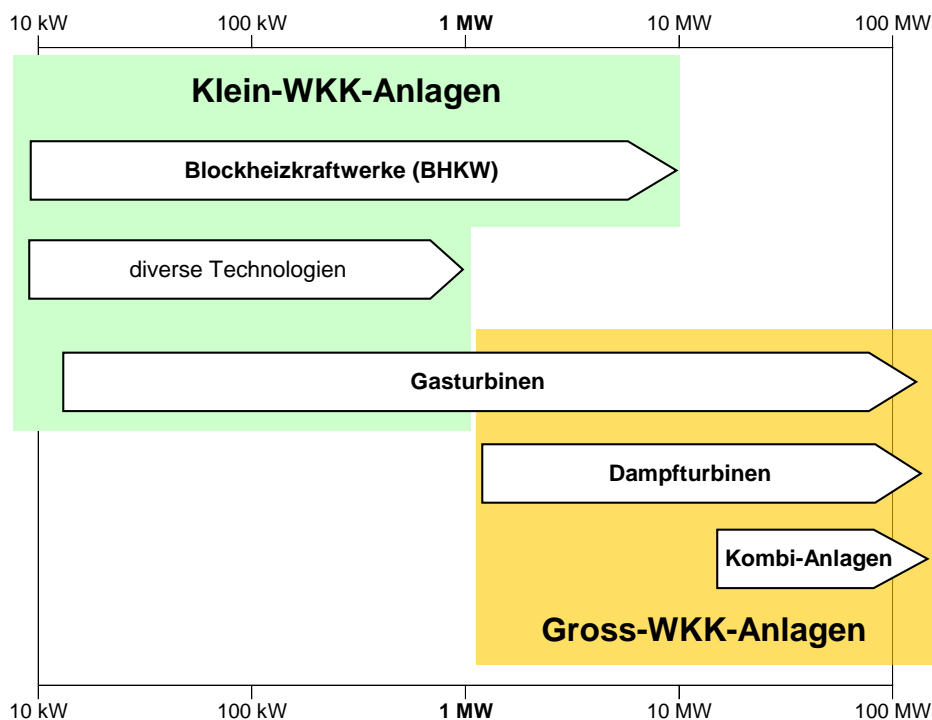 10 kW 100 kW 1 MW 10 MW 100 MW
Klein-WKK-Anlagen
Blockheizkraftwerke (BHKW)
diverse Technologien
Gasturbinen
Dampfturbinen
Kombi-Anlagen
Gross-WKK-Anlagen
10 kW 100 kW 1 MW 10 MW 100 MW